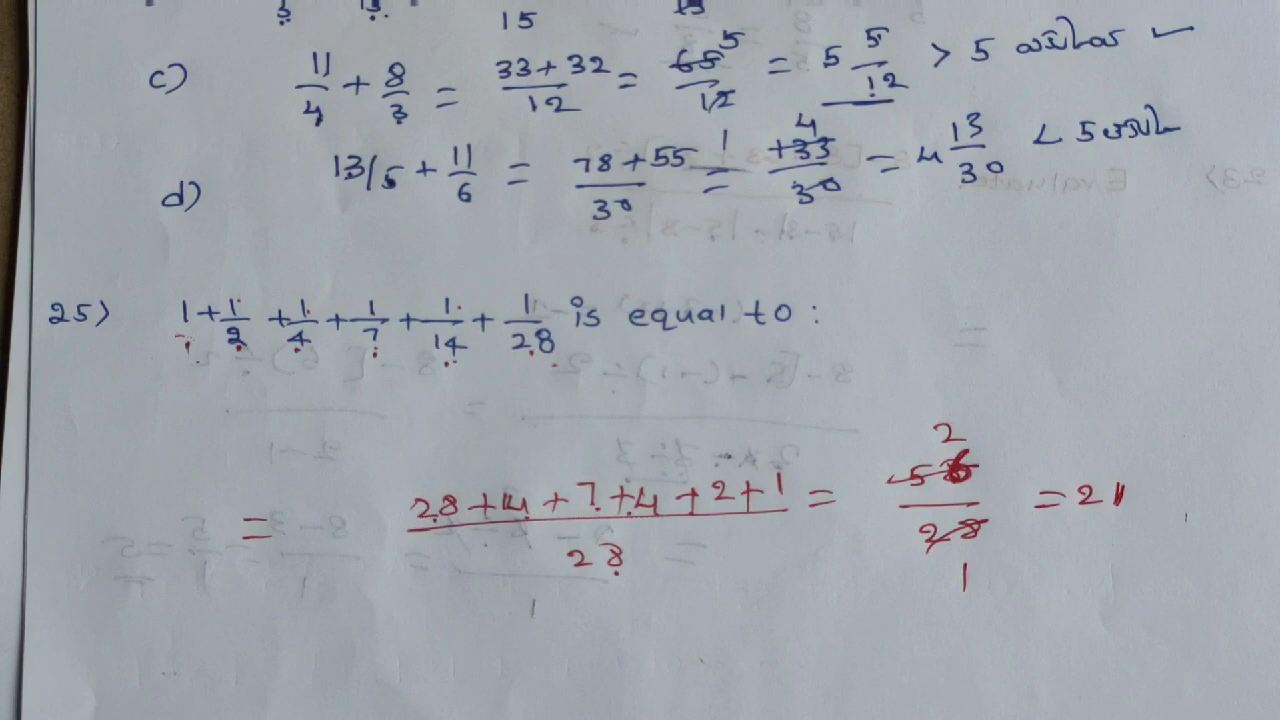 15
c) 11/4 + 8/3 = 33+32/12 = 65/12 = 5 5/12 > 5
d) 13/5 + 11/6 = 78+55/30 = 133/30 = 4 13/30 < 5
25) 1+1/2+1/4+1/7+1/14+1/28 is equal to :
= 28+14+7+4+2+1/28 = 56/28 = 2